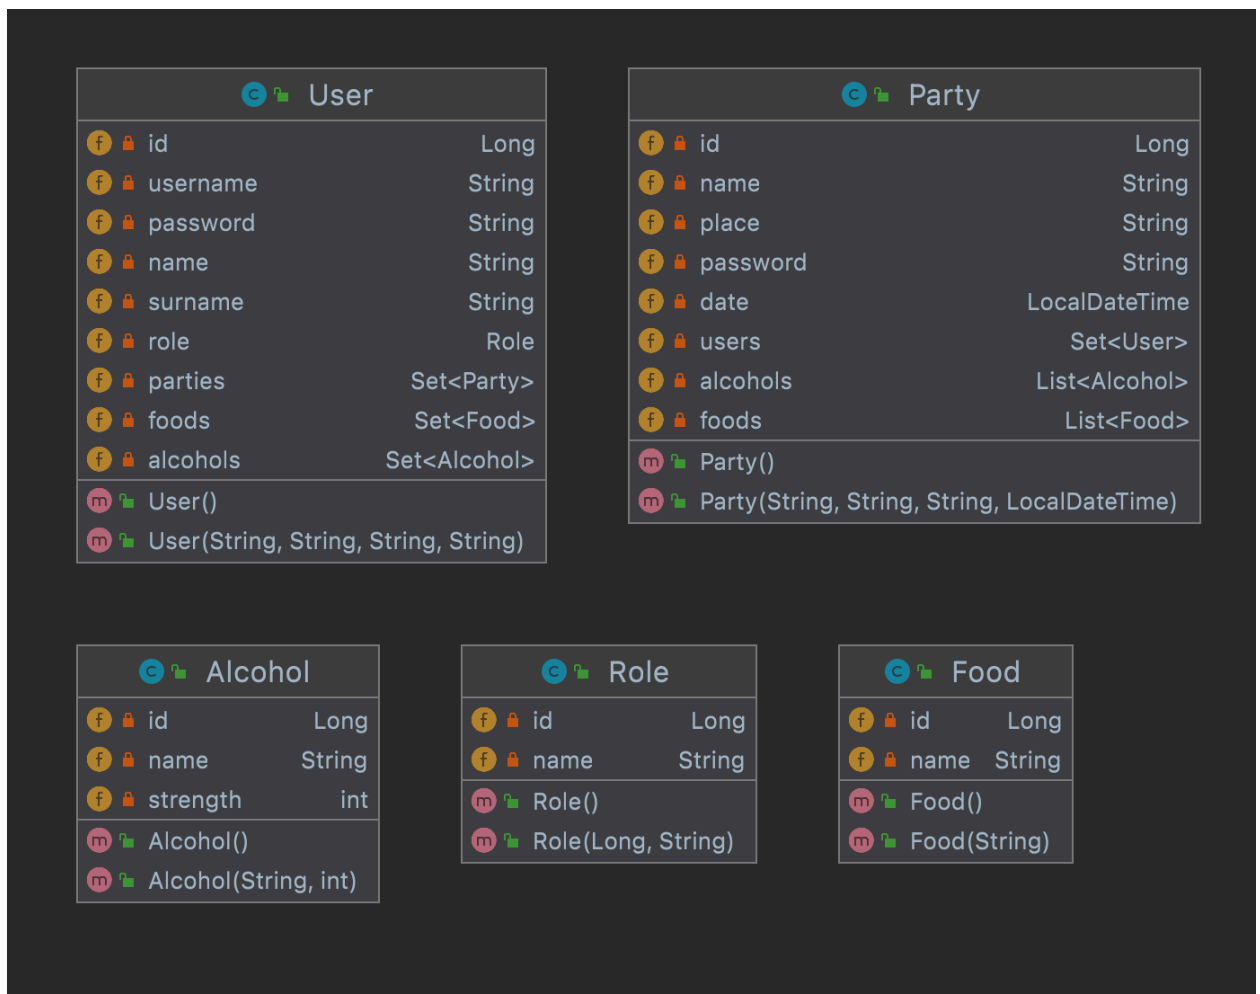 User
id Long
username String
password String
name String
surname String
role Role
parties Set<Party>
foods Set<Food>
alcohols Set<Alcohol>
User()
User(String, String, String, String)
Party
id Long
name String
place String
password String
date LocalDateTime
users Set<User>
alcohols List<Alcohol>
foods List<Food>
Party()
Party(String, String, String, LocalDateTime)
Alcohol
id Long
name String
strength int
Alcohol()
Alcohol(String, int)
Role
id Long
name String
Role()
Role(Long, String)
Food
id Long
name String
Food()
Food(String)